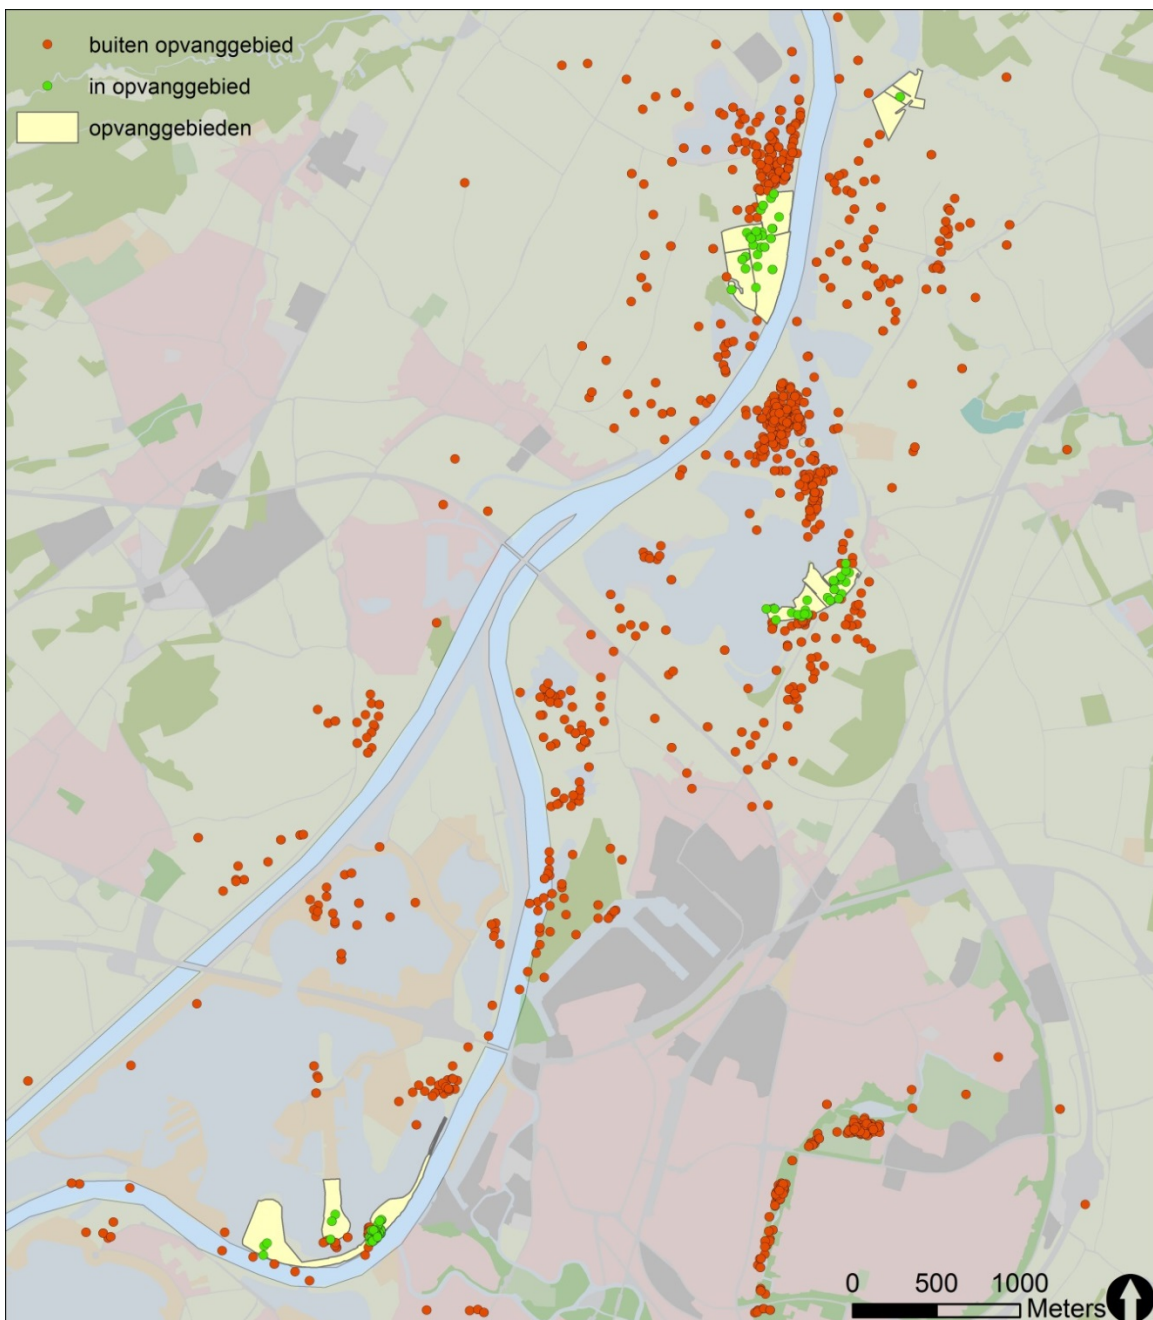 buiten opvanggebied
in opvanggebied
opvanggebieden
0 500 1000
Meters